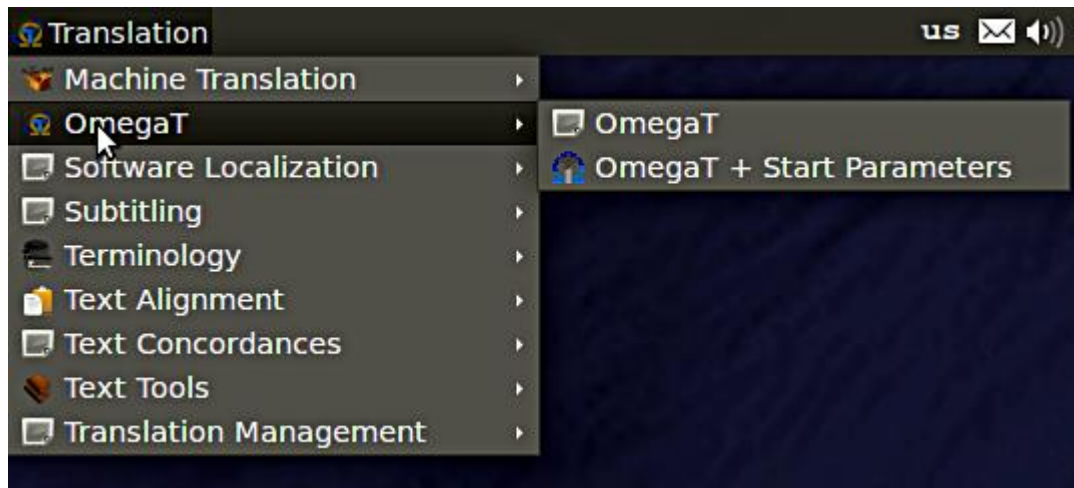 Translation
us
Machine Translation
OmegaT
Software Localization
Subtitling
Terminology
Text Alignment
Text Concordances
Text Tools
Translation Management
OmegaT
OmegaT + Start Parameters